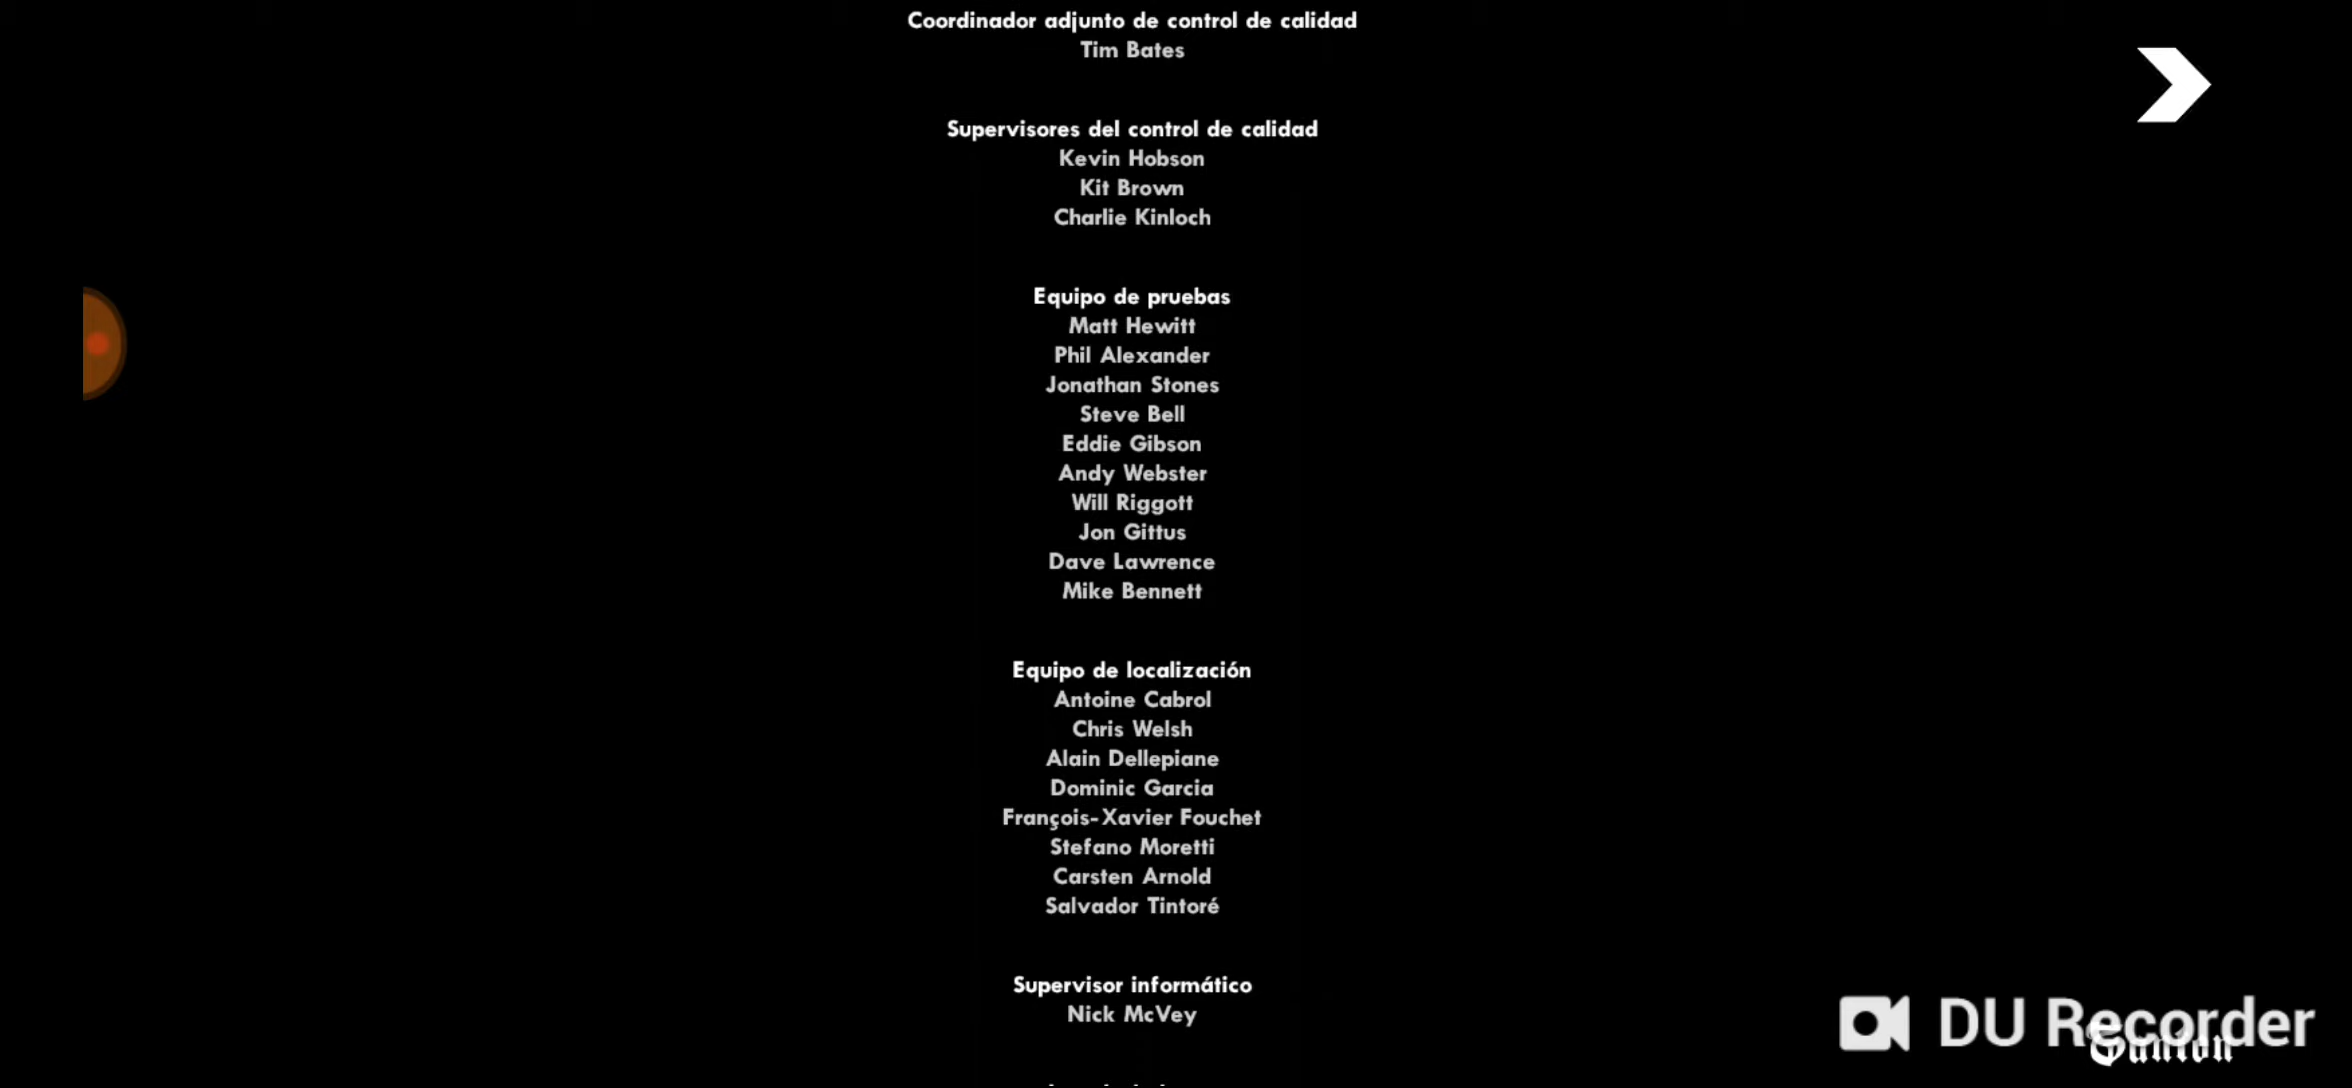 Coordinador adjunto de control de calidad
Tim Bates
Supervisores del control de calidad
Kevin Hobson
Kit Brown
Charlie Kinloch
Equipo de pruebas
Matt Hewitt
Phil Alexander
Jonathan Stones
Steve Bell
Eddie Gibson
Andy Webster
Will Riggott
Jon Gittus
Dave Lawrence
Mike Bennett
Equipo de localización
Antoine Cabrol
Chris Welsh
Alain Dellepiane
Dominic Garcia
François-Xavier Fouchet
Stefano Moretti
Carsten Arnold
Salvador Tintoré
Supervisor informático
Nick McVey
DU Recorder